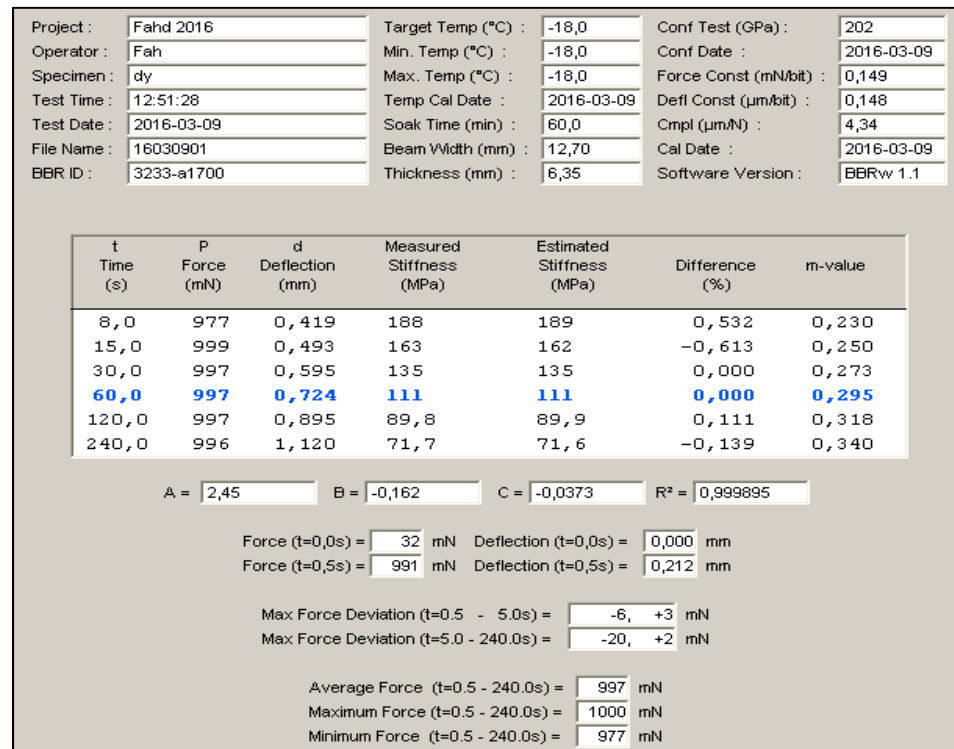 Project : Fahd 2016 Target Temp (°C) : -18,0 Conf Test (GPa) : 202
Operator : Fah Min. Temp (°C) : -18,0 Conf Date : 2016-03-09
Specimen : dy Max. Temp (°C) : -18,0 Force Const (mN/bit) : 0,149
Test Time : 12:51:28 Temp Cal Date : 2016-03-09 Defl Const (µm/bit) : 0,148
Test Date : 2016-03-09 Soak Time (min) : 60,0 Cmpl (µm/N) : 4,34
File Name : 16030901 Beam Width (mm) : 12,70 Cal Date : 2016-03-09
BBR ID : 3233-a1700 Thickness (mm) : 6,35 Software Version : BBRw 1.1
t P d Measured Estimated
Time Force Deflection Stiffness Stiffness Difference m-value
(s) (mN) (mm) (MPa) (MPa) (%)
8,0 977 0,419 188 189 0,532 0,230
15,0 999 0,493 163 162 -0,613 0,250
30,0 997 0,595 135 135 0,000 0,273
60,0 997 0,724 111 111 0,000 0,295
120,0 997 0,895 89,8 89,9 0,111 0,318
240,0 996 1,120 71,7 71,6 -0,139 0,340
A = 2,45 B = -0,162 C = -0,0373 R² = 0,999895
Force (t=0,0s) = 32 mN Deflection (t=0,0s) = 0,000 mm
Force (t=0,5s) = 991 mN Deflection (t=0,5s) = 0,212 mm
Max Force Deviation (t=0.5 - 5.0s) = -6, +3 mN
Max Force Deviation (t=5.0 - 240.0s) = -20, +2 mN
Average Force (t=0.5 - 240.0s) = 997 mN
Maximum Force (t=0.5 - 240.0s) = 1000 mN
Minimum Force (t=0.5 - 240.0s) = 977 mN